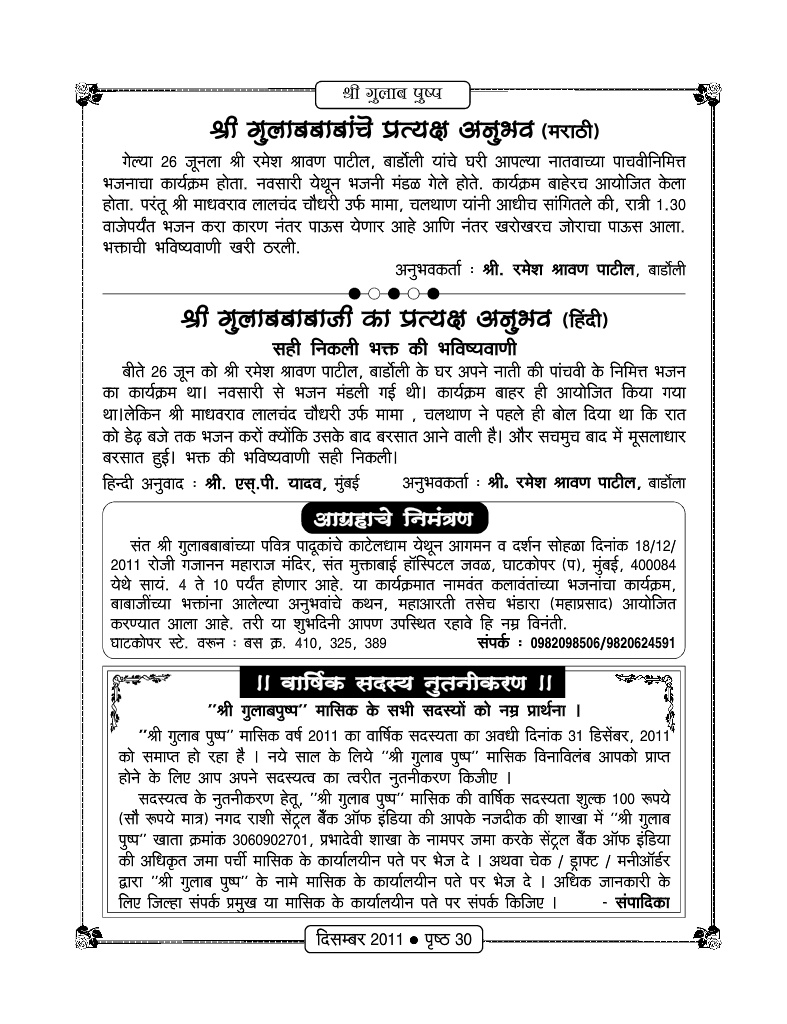 श्री गुलाब पुष्प
श्री गुलाबबाबांचे प्रत्यक्ष अनुभव (मराठी)
गेल्या 26 जूनला श्री रमेश श्रावण पाटील, बार्डोली यांचे घरी आपल्या नातवाच्या पाचवीनिमित्त
भजनाचा कार्यक्रम होता. नवसारी येथून भजनी मंडळ गेले होते. कार्यक्रम बाहेरच आयोजित केला
होता. परंतू श्री माधवराव लालचंद चौधरी उर्फ मामा, चलथाण यांनी आधीच सांगितले की, रात्री 1.30
वाजेपर्यंत भजन करा कारण नंतर पाऊस येणार आहे आणि नंतर खरोखरच जोराचा पाऊस आला.
भक्ताची भविष्यवाणी खरी ठरली.
अनुभवकर्ता : श्री. रमेश श्रावण पाटील, बार्डोली
श्री गुलाबबाबाजी का प्रत्यक्ष अनुभव (हिंदी)
सही निकली भक्त की भविष्यवाणी
बीते 26 जून को श्री रमेश श्रावण पाटील, बार्डोली के घर अपने नाती की पांचवी के निमित्त भजन
का कार्यक्रम था। नवसारी से भजन मंडली गई थी। कार्यक्रम बाहर ही आयोजित किया गया
था।लेकिन श्री माधवराव लालचंद चौधरी उर्फ मामा , चलथाण ने पहले ही बोल दिया था कि रात
को डेढ़ बजे तक भजन करों क्योंकि उसके बाद बरसात आने वाली है। और सचमुच बाद में मूसलाधार
बरसात हुई। भक्त की भविष्यवाणी सही निकली।
हिन्दी अनुवाद : श्री. एस्.पी. यादव, मुंबई अनुभवकर्ता : श्री. रमेश श्रावण पाटील, बार्डोला
आग्रहाचे निमंत्रण
संत श्री गुलाबबाबांच्या पवित्र पादूकांचे काटेलधाम येथून आगमन व दर्शन सोहळा दिनांक 18/12/
2011 रोजी गजानन महाराज मंदिर, संत मुक्ताबाई हॉस्पिटल जवळ, घाटकोपर (प), मुंबई, 400084
येथे सायं. 4 ते 10 पर्यंत होणार आहे. या कार्यक्रमात नामवंत कलावंतांच्या भजनांचा कार्यक्रम,
बाबाजींच्या भक्तांना आलेल्या अनुभवांचे कथन, महाआरती तसेच भंडारा (महाप्रसाद) आयोजित
करण्यात आला आहे. तरी या शुभदिनी आपण उपस्थित रहावे हि नम्र विनंती.
घाटकोपर स्टे. वरून : बस क्र. 410, 325, 389 संपर्क : 0982098506/9820624591
।। वार्षिक सदस्य नुतनीकरण ।।
''श्री गुलाबपुष्प'' मासिक के सभी सदस्यों को नम्र प्रार्थना ।
''श्री गुलाब पुष्प'' मासिक वर्ष 2011 का वार्षिक सदस्यता का अवधी दिनांक 31 डिसेंबर, 2011
को समाप्त हो रहा है । नये साल के लिये ''श्री गुलाब पुष्प'' मासिक विनाविलंब आपको प्राप्त
होने के लिए आप अपने सदस्यत्व का त्वरीत नुतनीकरण किजीए ।
सदस्यत्व के नुतनीकरण हेतू, ''श्री गुलाब पुष्प'' मासिक की वार्षिक सदस्यता शुल्क 100 रूपये
(सौ रूपये मात्र) नगद राशी सेंट्रल बैंक ऑफ इंडिया की आपके नजदीक की शाखा में ''श्री गुलाब
पुष्प'' खाता क्रमांक 3060902701, प्रभादेवी शाखा के नामपर जमा करके सेंट्रल बैंक ऑफ इंडिया
की अधिकृत जमा पर्ची मासिक के कार्यालयीन पते पर भेज दे । अथवा चेक / ड्राफ्ट / मनीऑर्डर
द्वारा ''श्री गुलाब पुष्प'' के नामे मासिक के कार्यालयीन पते पर भेज दे । अधिक जानकारी के
लिए जिल्हा संपर्क प्रमुख या मासिक के कार्यालयीन पते पर संपर्क किजिए । - संपादिका
दिसम्बर 2011 ● पृष्ठ 30